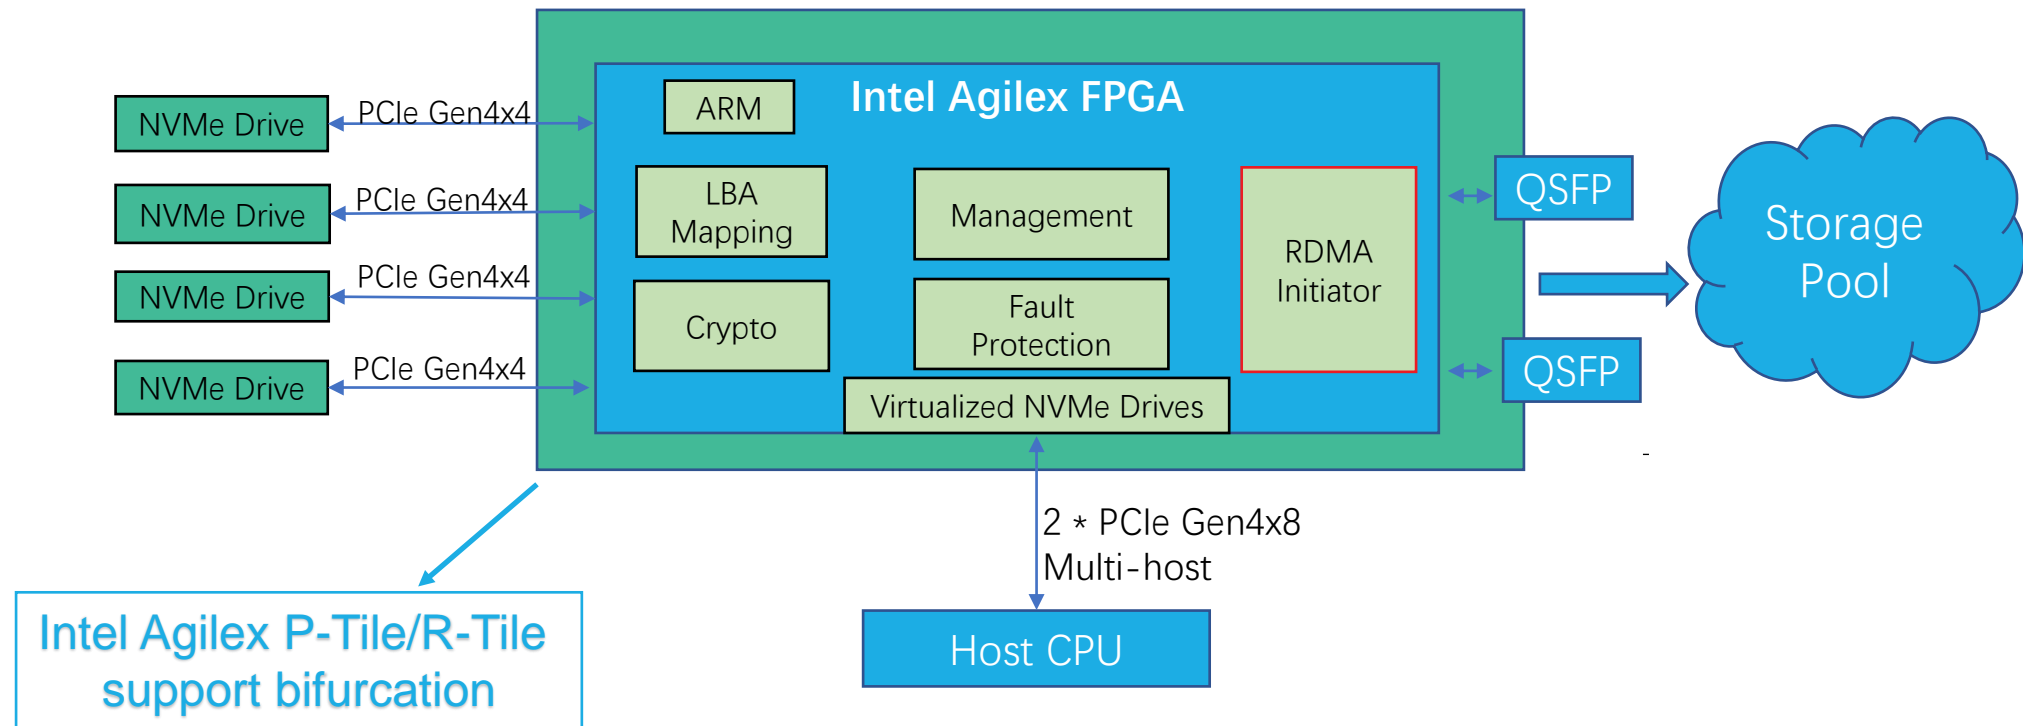 Intel Agilex FPGA
ARM
LBA
Mapping
Crypto
Management
Fault
Protection
RDMA
Initiator
Virtualized NVMe Drives
NVMe Drive
PCIe Gen4x4
NVMe Drive
PCIe Gen4x4
NVMe Drive
PCIe Gen4x4
NVMe Drive
PCIe Gen4x4
QSFP
QSFP
Storage
Pool
2 * PCIe Gen4x8
Multi-host
Host CPU
Intel Agilex P-Tile/R-Tile
support bifurcation
-